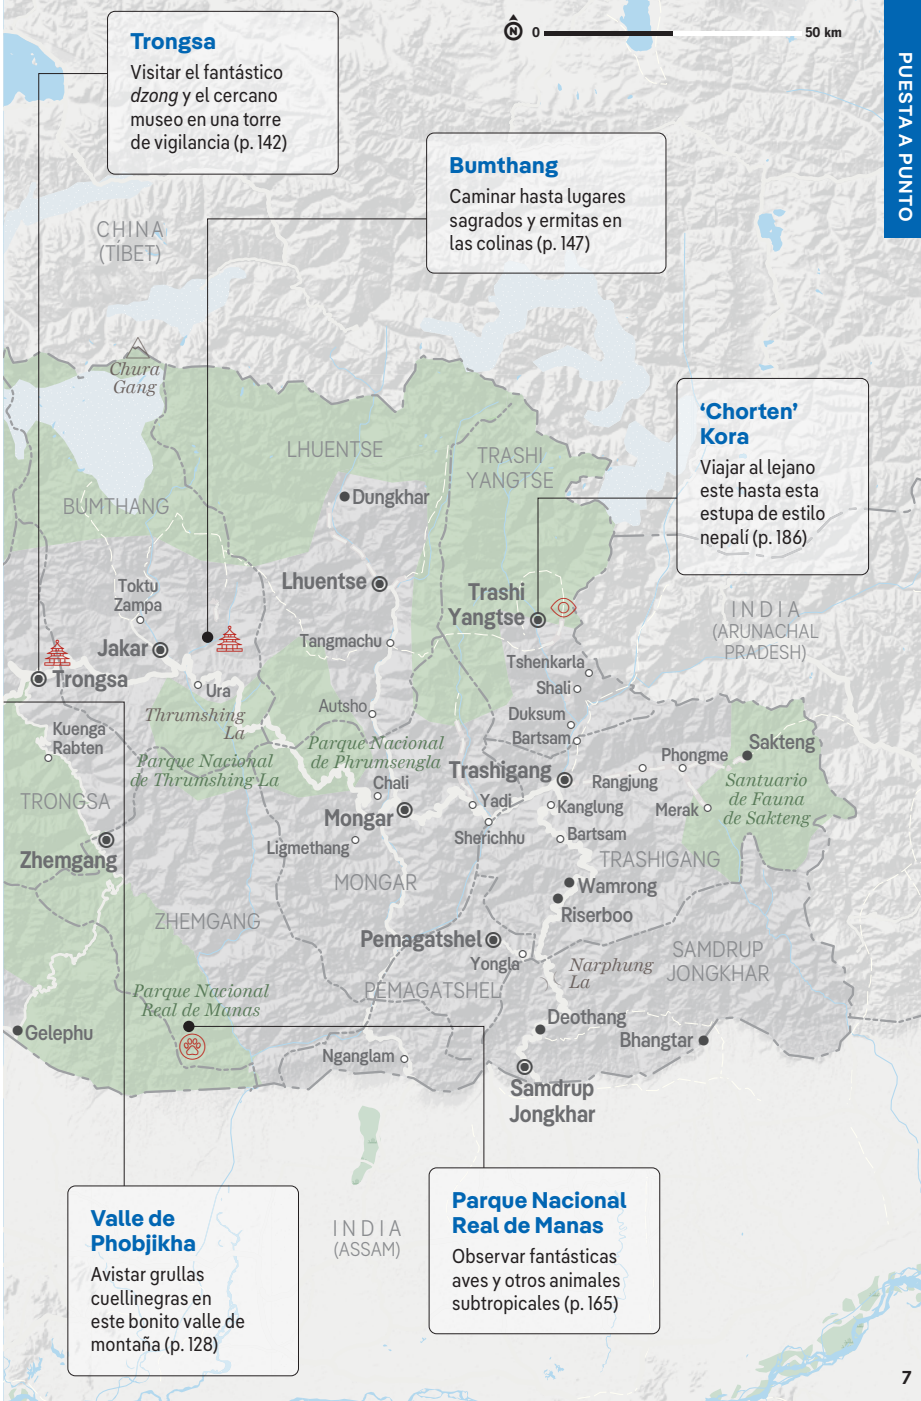 Trongsa
Visitar el fantástico
dzong y el cercano
museo en una torre
de vigilancia (p. 142)
N
0
50 km
PUESTA A PUNTO
Bumthang
Caminar hasta lugares
sagrados y ermitas en
las colinas (p. 147)
CHINA
(TÍBET)
Chura
Gang
‘Chorten’
Kora
Viajar al lejano
este hasta esta
estupa de estilo
nepalí (p. 186)
LHUENTSE
TRASHI
YANGTSE
BUMTHANG
Dungkhar
Lhuentse
Toktu
Zampa
Trashi
Yangtse
INDIA
(ARUNACHAL
PRADESH)
Jakar
Tangmachu
Trongsa
Tshenkarla
Shali
Ura
Autsho
Thrumshing
La
Duksum
Bartsam
Kuenga
Rabten
Parque Nacional
de Phrumsengla
Sakteng
Parque Nacional
de Thrumshing La
Phongme
Trashigang
Rangjung
Chali
Santuario
de Fauna
de Sakteng
TRONGSA
Yadi
Kanglung
Merak
Mongar
Sherichhu
Bartsam
Ligmethang
Zhemgang
TRASHIGANG
MONGAR
Wamrong
Riserboo
ZHEMGANG
Pemagatshel
Yongla
Narphung
La
SAMDRUP
JONGKHAR
PEMAGATSHEL
Parque Nacional
Real de Manas
Deothang
Gelephu
Bhangtar
Nganglam
Samdrup
Jongkhar
Valle de
Phobjikha
Avistar grullas
cuellinegras en
este bonito valle de
montaña (p. 128)
INDIA
(ASSAM)
Parque Nacional
Real de Manas
Observar fantásticas
aves y otros animales
subtropicales (p. 165)
7